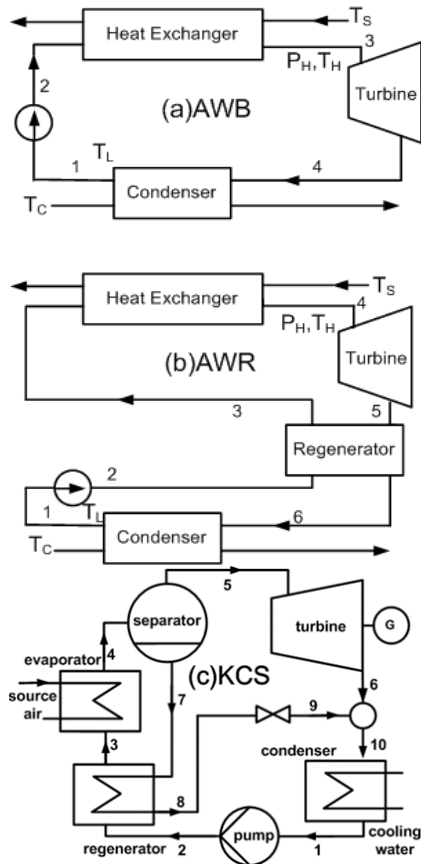 T_S
Heat Exchanger
3
P_H,T_H
2
Turbine
(a)AWB
T_L
1
4
Condenser
T_C
T_S
Heat Exchanger
4
P_H,T_H
Turbine
(b)AWR
3
5
Regenerator
2
1
T_L
6
T_C
Condenser
5
separator
turbine
G
evaporator
4
(c)KCS
source
air
7
6
9
3
condenser
10
8
pump
regenerator
2
1
cooling
water